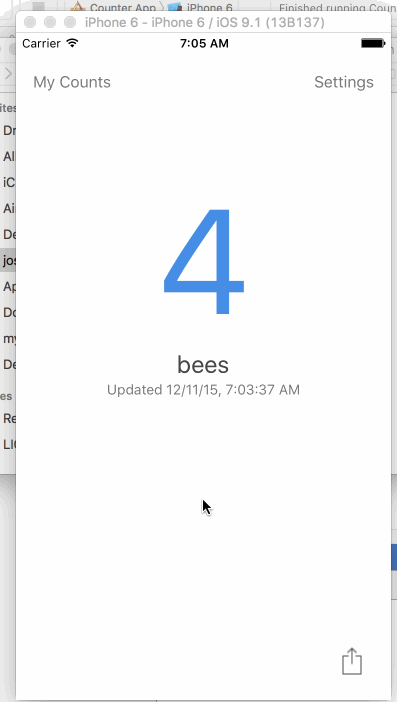 Counter App
iPhone 6
Finished running Coun
iPhone 6 - iPhone 6 / iOS 9.1 (13B137)
Carrier
7:05 AM
My Counts
Settings
4
bees
Updated 12/11/15, 7:03:37 AM
ites
Dr
All
iC
Air
De
jos
Ap
Do
my
De
es
Re